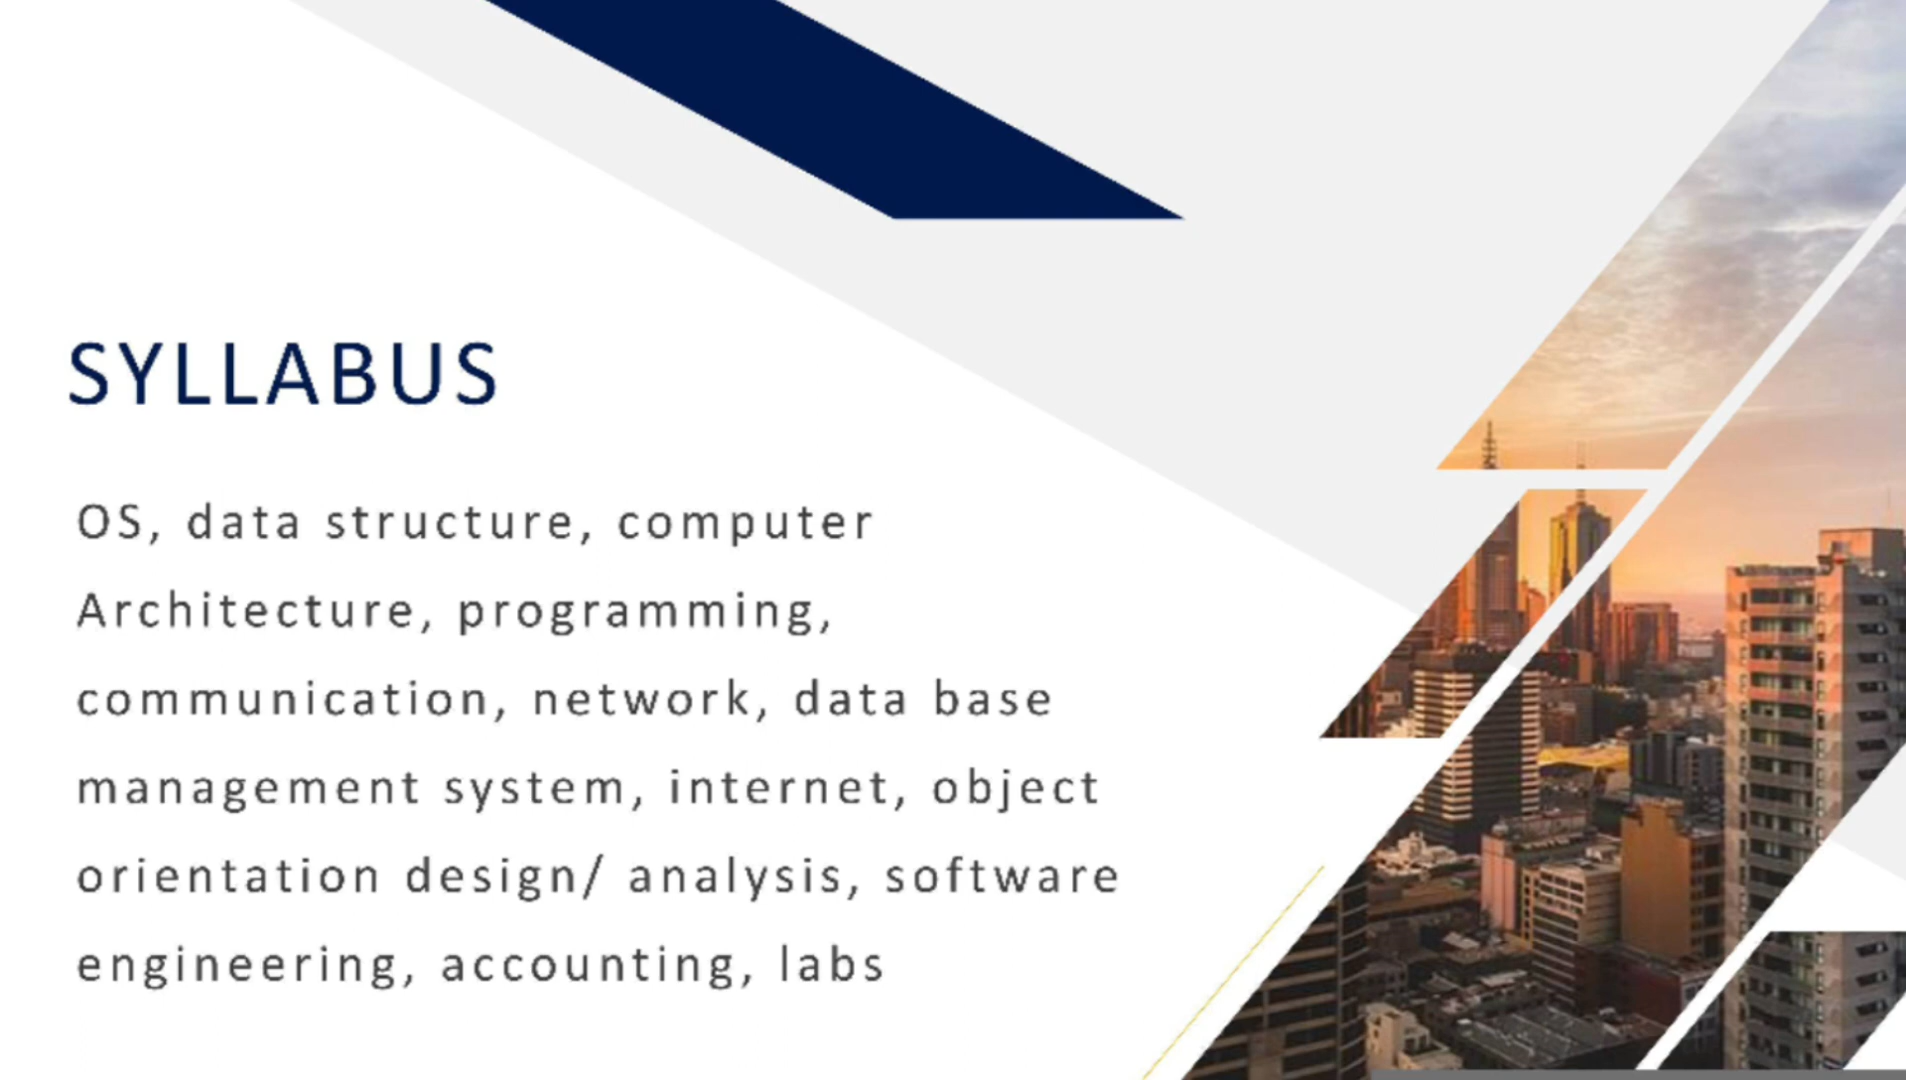 SYLLABUS
OS, data structure, computer
Architecture, programming,
communication, network, data base
management system, internet, object
orientation design/ analysis, software
engineering, accounting, labs